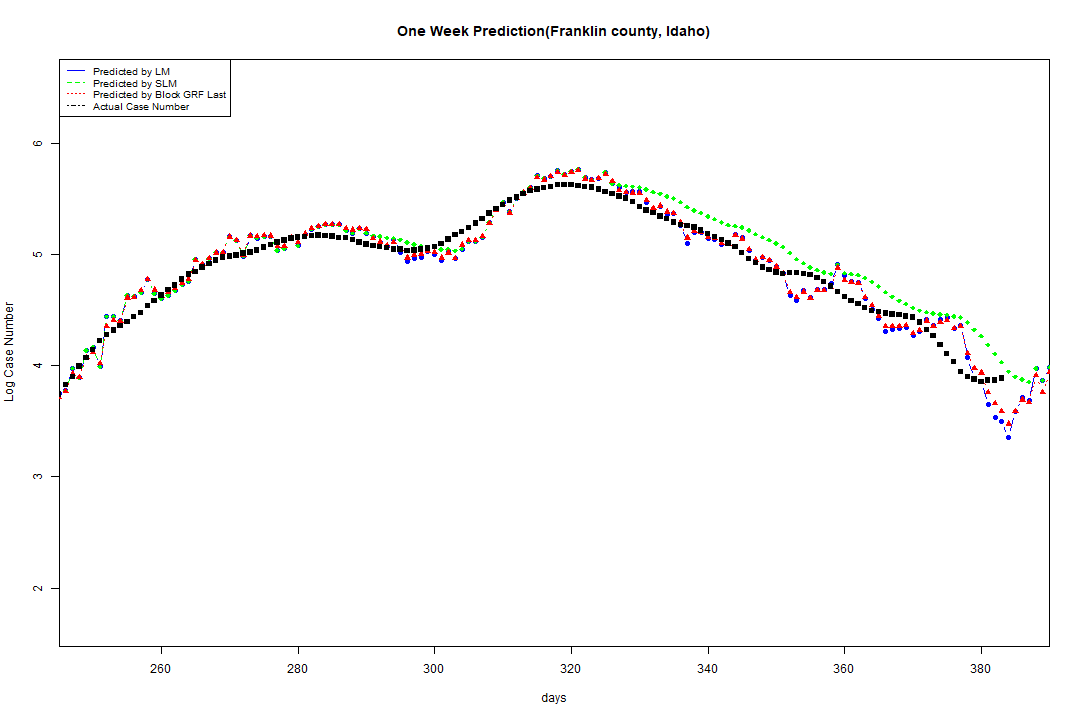 One Week Prediction(Franklin county, Idaho)
Predicted by LM
Predicted by SLM
Predicted by Block GRF Last
Actual Case Number
6
5
4
3
2
Log Case Number
260 280 300 320 340 360 380
days